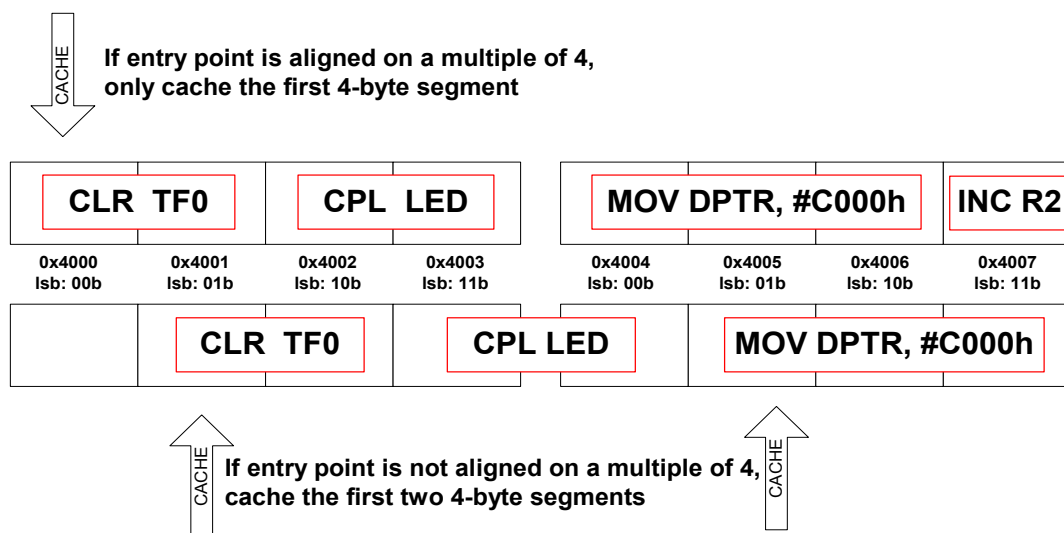 CACHE
If entry point is aligned on a multiple of 4,
only cache the first 4-byte segment
CLR TF0 CPL LED MOV DPTR, #C000h INC R2
0x4000 0x4001 0x4002 0x4003 0x4004 0x4005 0x4006 0x4007
lsb: 00b lsb: 01b lsb: 10b lsb: 11b lsb: 00b lsb: 01b lsb: 10b lsb: 11b
CLR TF0 CPL LED MOV DPTR, #C000h
CACHE
If entry point is not aligned on a multiple of 4,
cache the first two 4-byte segments
CACHE